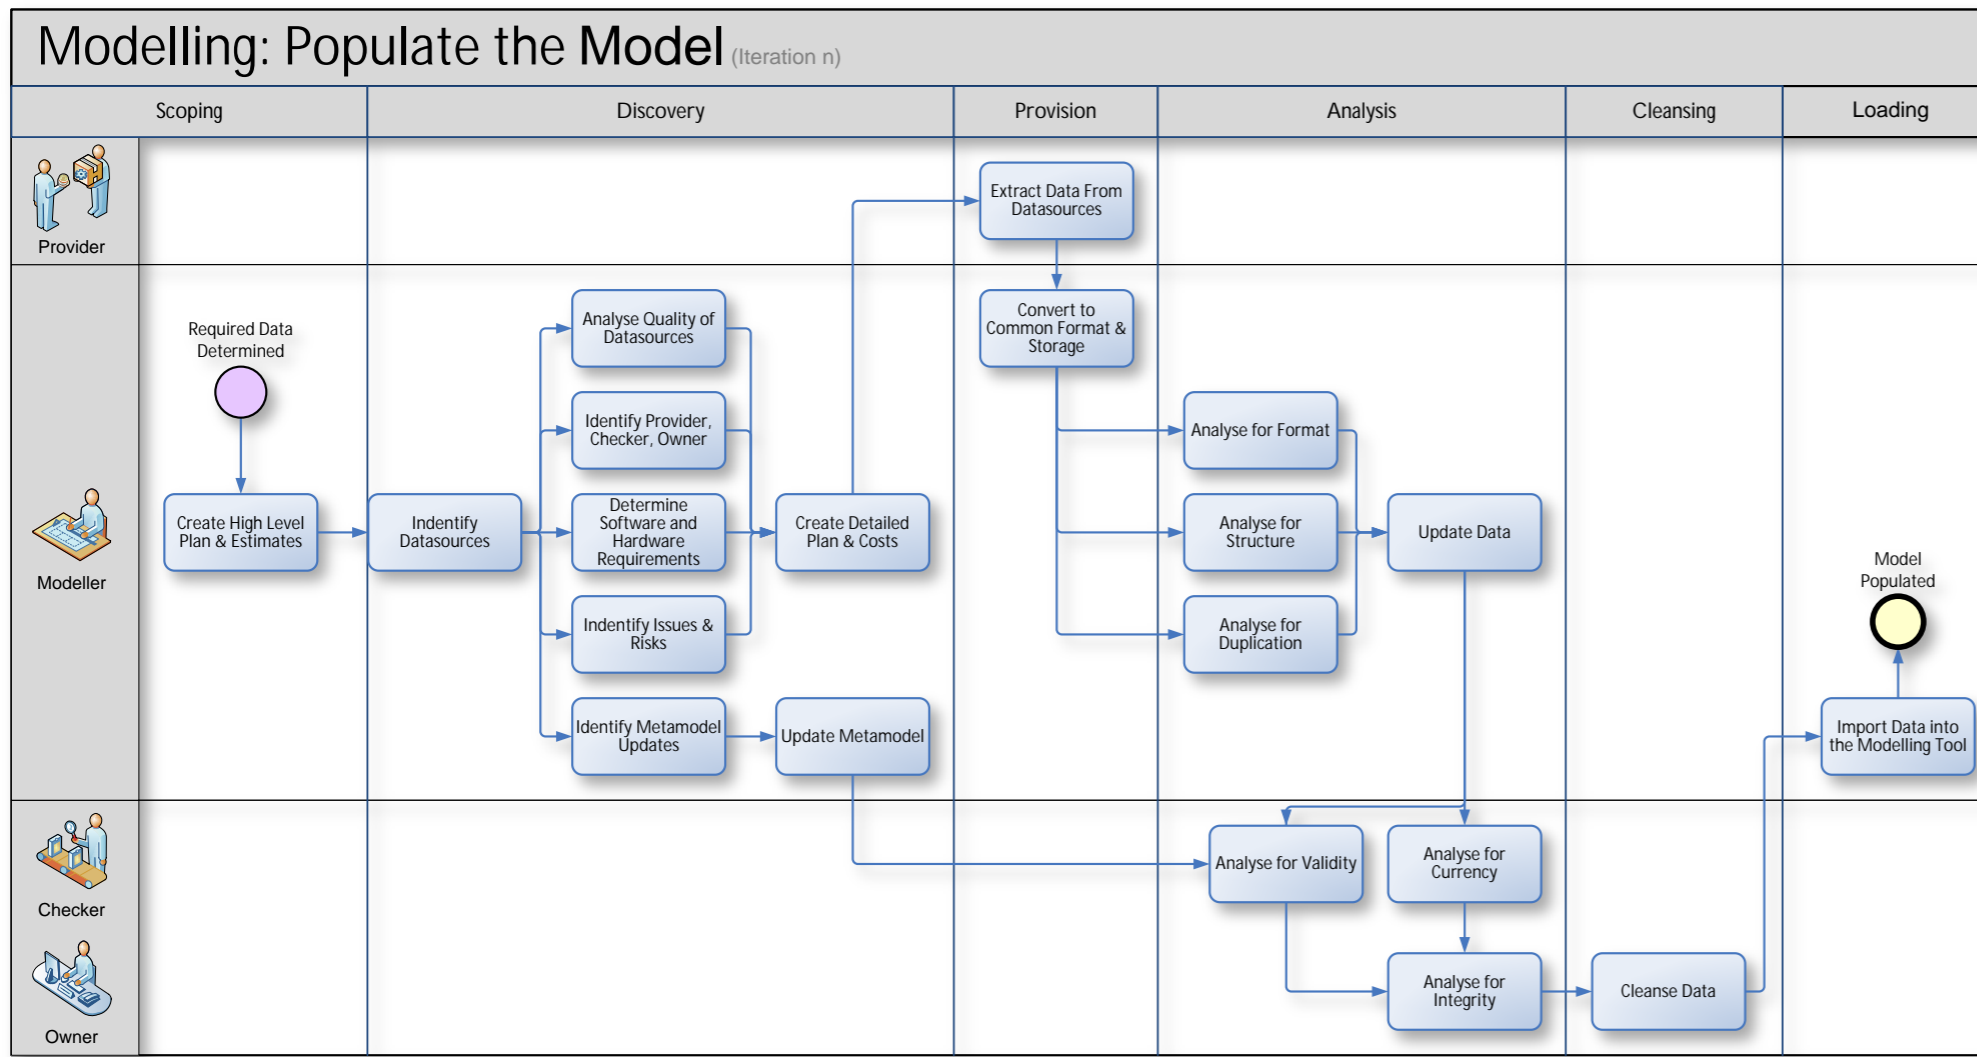 Modelling: Populate the Model (Iteration n)
Scoping
Discovery
Provision
Analysis
Cleansing
Loading
Provider
Extract Data From
Datasources
Modeller
Required Data
Determined
Create High Level
Plan & Estimates
Indentify
Datasources
Analyse Quality of
Datasources
Identify Provider,
Checker, Owner
Determine
Software and
Hardware
Requirements
Indentify Issues &
Risks
Identify Metamodel
Updates
Create Detailed
Plan & Costs
Update Metamodel
Convert to
Common Format &
Storage
Analyse for Format
Analyse for
Structure
Analyse for
Duplication
Update Data
Model
Populated
Import Data into
the Modelling Tool
Checker
Owner
Analyse for Validity
Analyse for
Currency
Analyse for
Integrity
Cleanse Data